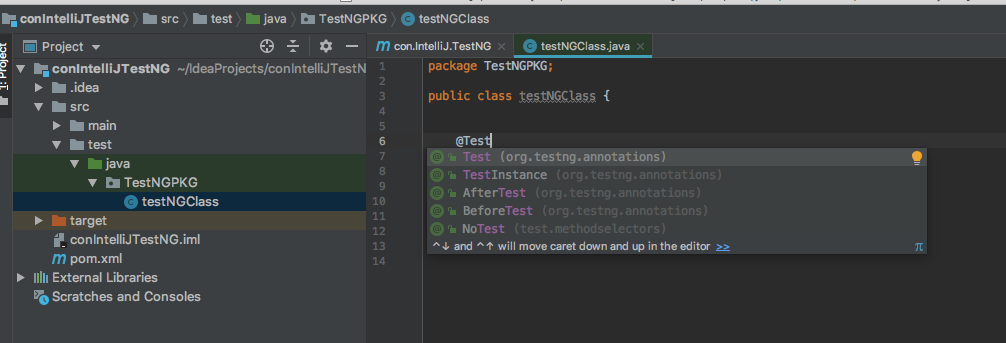 conIntelliJTestNG src test java TestNGPKG testNGClass
1: Project
Project
conIntelliJTestNG ~/IdeaProjects/conIntelliJTestN
.idea
src
main
test
java
TestNGPKG
testNGClass
target
conIntelliJTestNG.iml
pom.xml
External Libraries
Scratches and Consoles
con.IntelliJ.TestNG testNGClass.java
1 package TestNGPKG;
2
3 public class testNGClass {
4
5
6 @Test
7 Test (org.testng.annotations)
8 TestInstance (org.testng.annotations)
9 AfterTest (org.testng.annotations)
10
11 BeforeTest (org.testng.annotations)
12 NoTest (test.methodselectors)
13 ^↓ and ^↑ will move caret down and up in the editor >> π
14